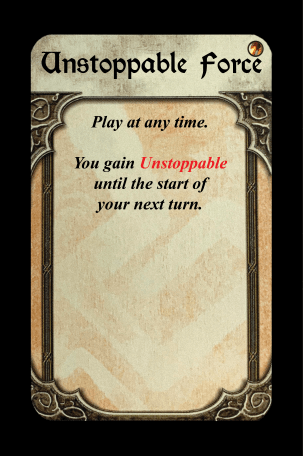 Unstoppable Force
Play at any time.
You gain Unstoppable
until the start of
your next turn.